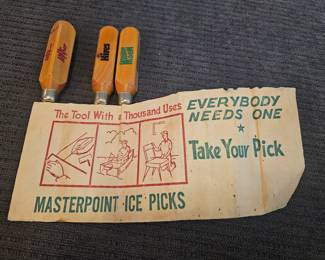 Hires
The Tool With a Thousand Uses
EVERYBODY
NEEDS ONE
Take Your Pick
MASTERPOINT ICE PICKS